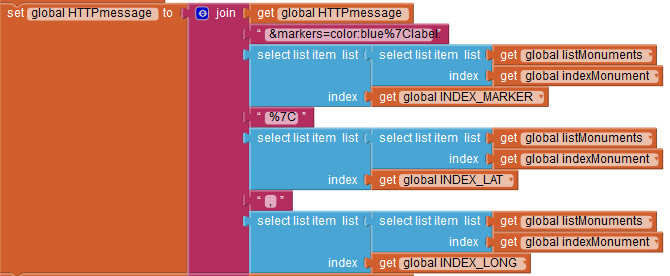 set global HTTPmessage to join get global HTTPmessage
“ &markers=color:blue%7Clabel:
select list item list select list item list get global listMonuments
index get global indexMonument
index get global INDEX_MARKER
“ %7C ”
select list item list select list item list get global listMonuments
index get global indexMonument
index get global INDEX_LAT
“ , ”
select list item list select list item list get global listMonuments
index get global indexMonument
index get global INDEX_LONG